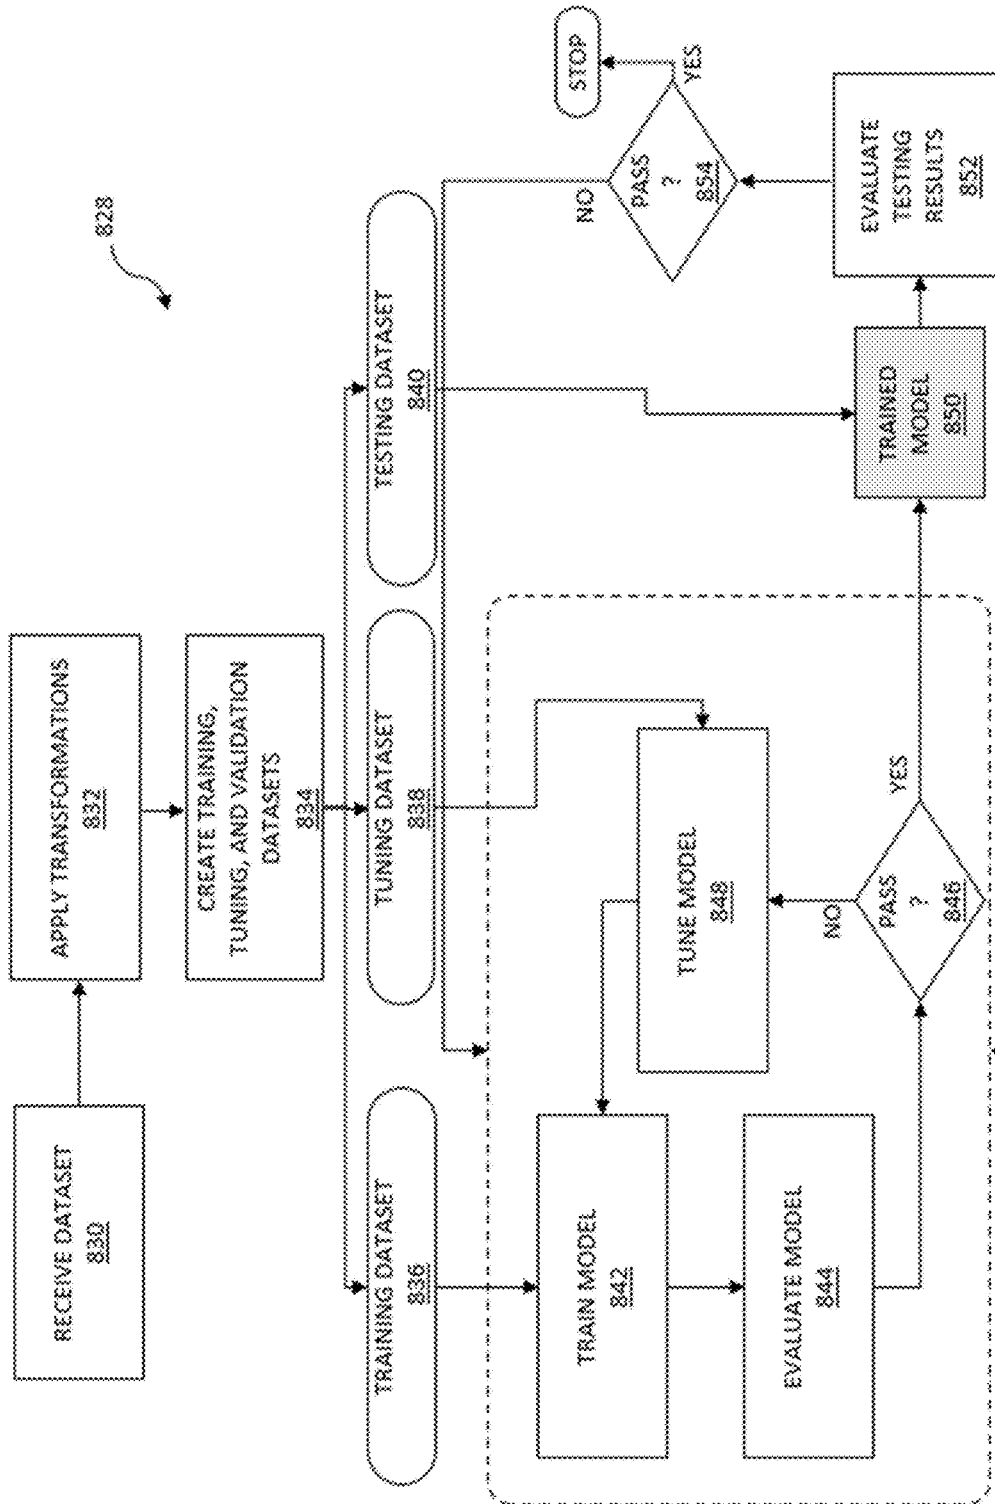 828
RECEIVE DATASET
830
APPLY TRANSFORMATIONS
832
CREATE TRAINING,
TUNING, AND VALIDATION
DATASETS
834
TRAINING DATASET
836
TUNING DATASET
838
TESTING DATASET
840
TRAIN MODEL
842
EVALUATE MODEL
844
PASS
?
846
NO
YES
TUNE MODEL
848
TRAINED
MODEL
850
EVALUATE
TESTING
RESULTS
852
PASS
?
854
NO
YES
STOP